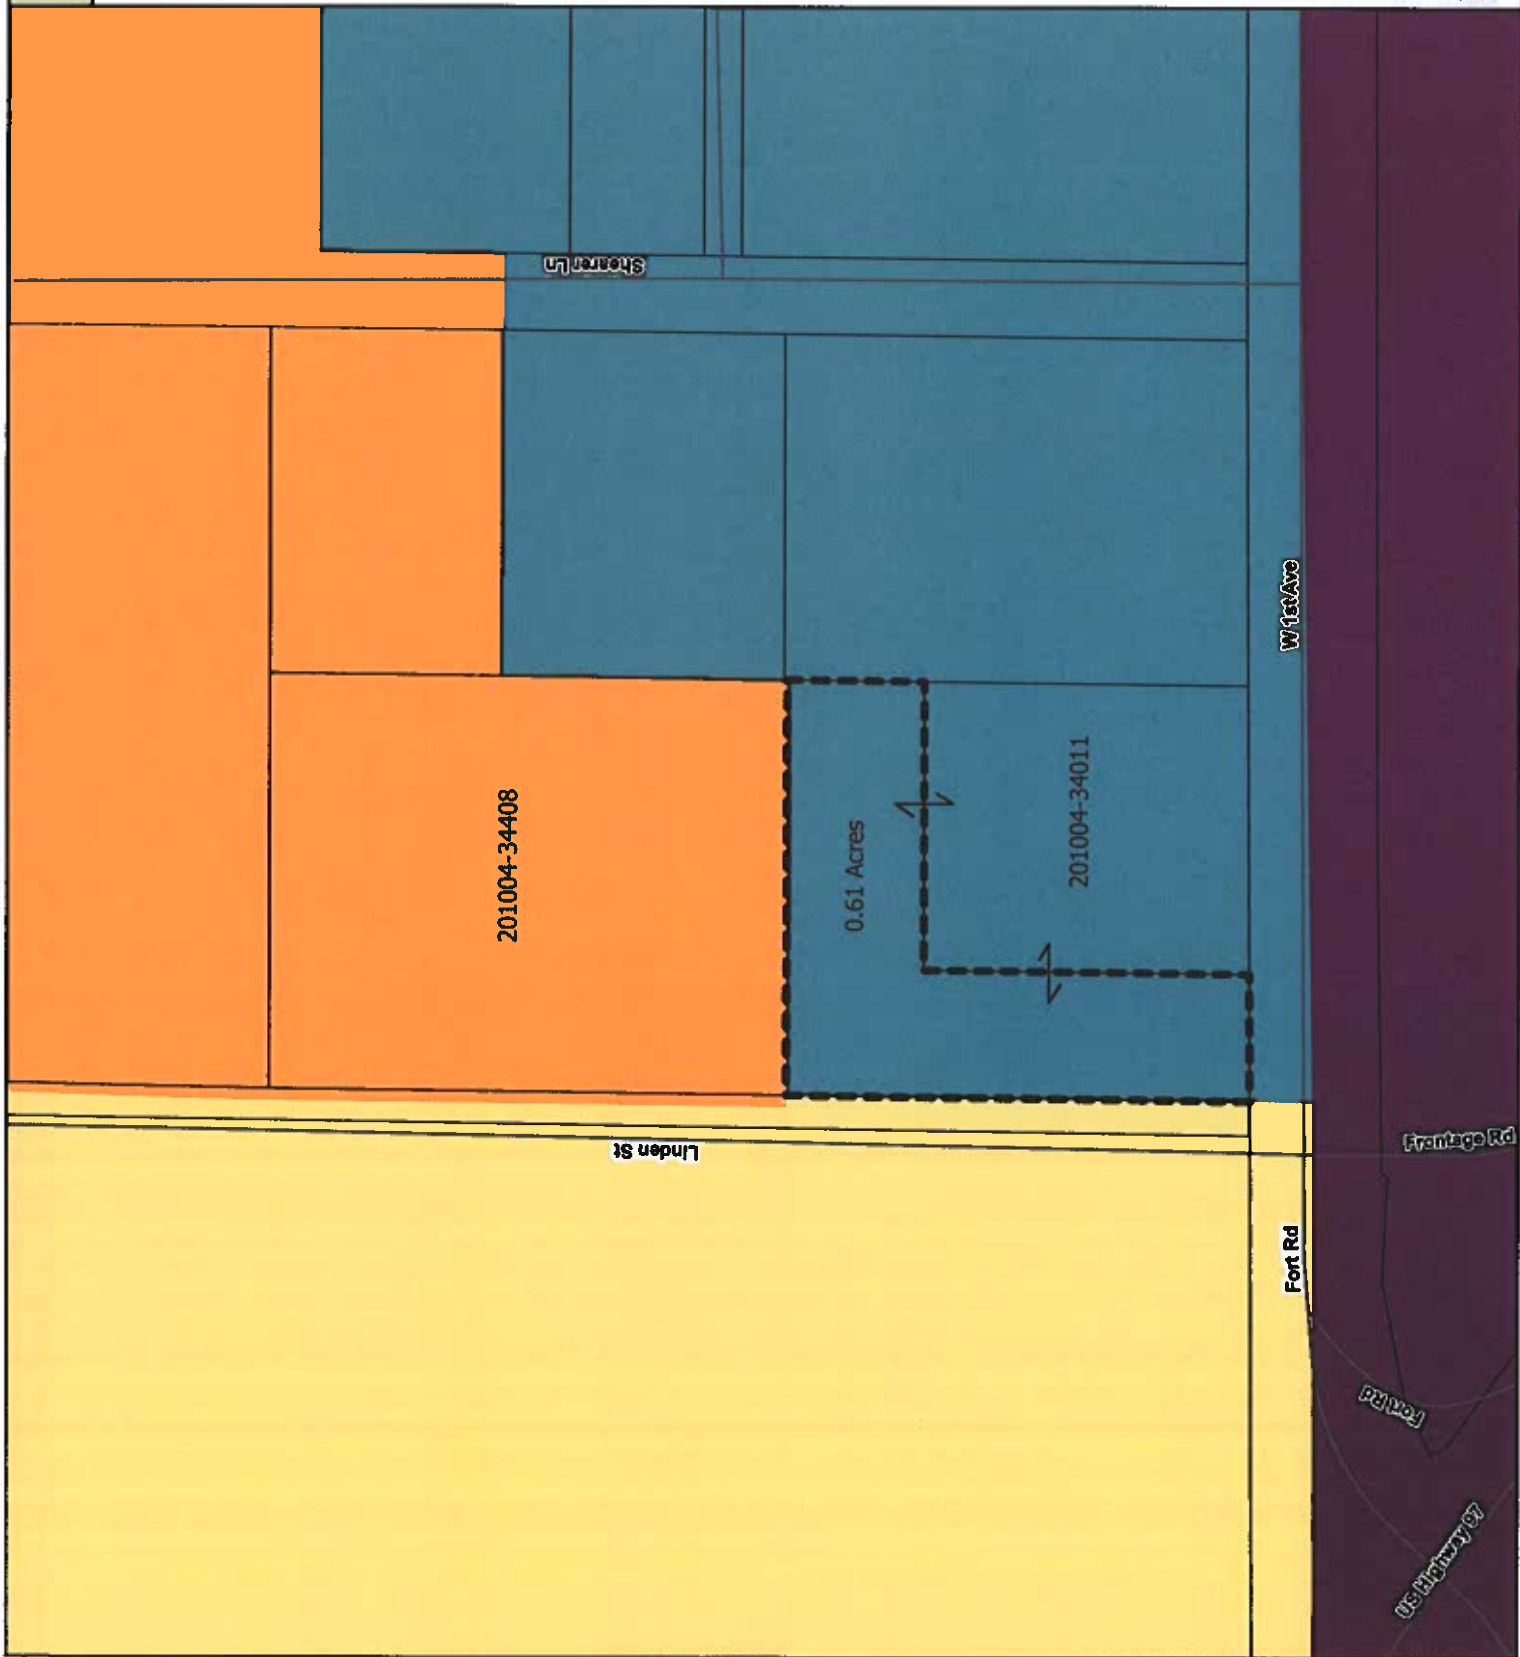 Shearer Ln
W 1st Ave
201004-34408
0.61 Acres
201004-34011
Linden St
Frontage Rd
Fort Rd
Fort Rd
US Highway 97